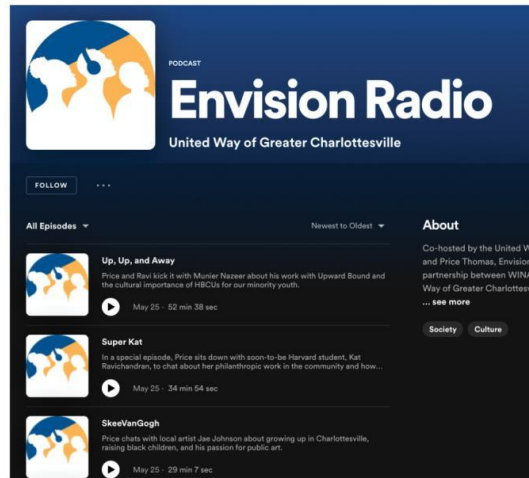 PODCAST
Envision Radio
United Way of Greater Charlottesville
FOLLOW
All Episodes
Newest to Oldest
Up, Up, and Away
Price and Ravi kick it with Munier Nazeer about his work with Upward Bound and
the cultural importance of HBCUs for our minority youth.
May 25 · 52 min 38 sec
Super Kat
In a special episode, Price sits down with soon-to-be Harvard student, Kat
Ravichandran, to chat about her philanthropic work in the community and how...
May 25 · 34 min 54 sec
SkeeVanGogh
Price chats with local artist Jae Johnson about growing up in Charlottesville,
raising black children, and his passion for public art.
May 25 · 29 min 7 sec
About
Co-hosted by the United
and Price Thomas, Envision
partnership between WINA
Way of Greater
... see more
Society
Culture